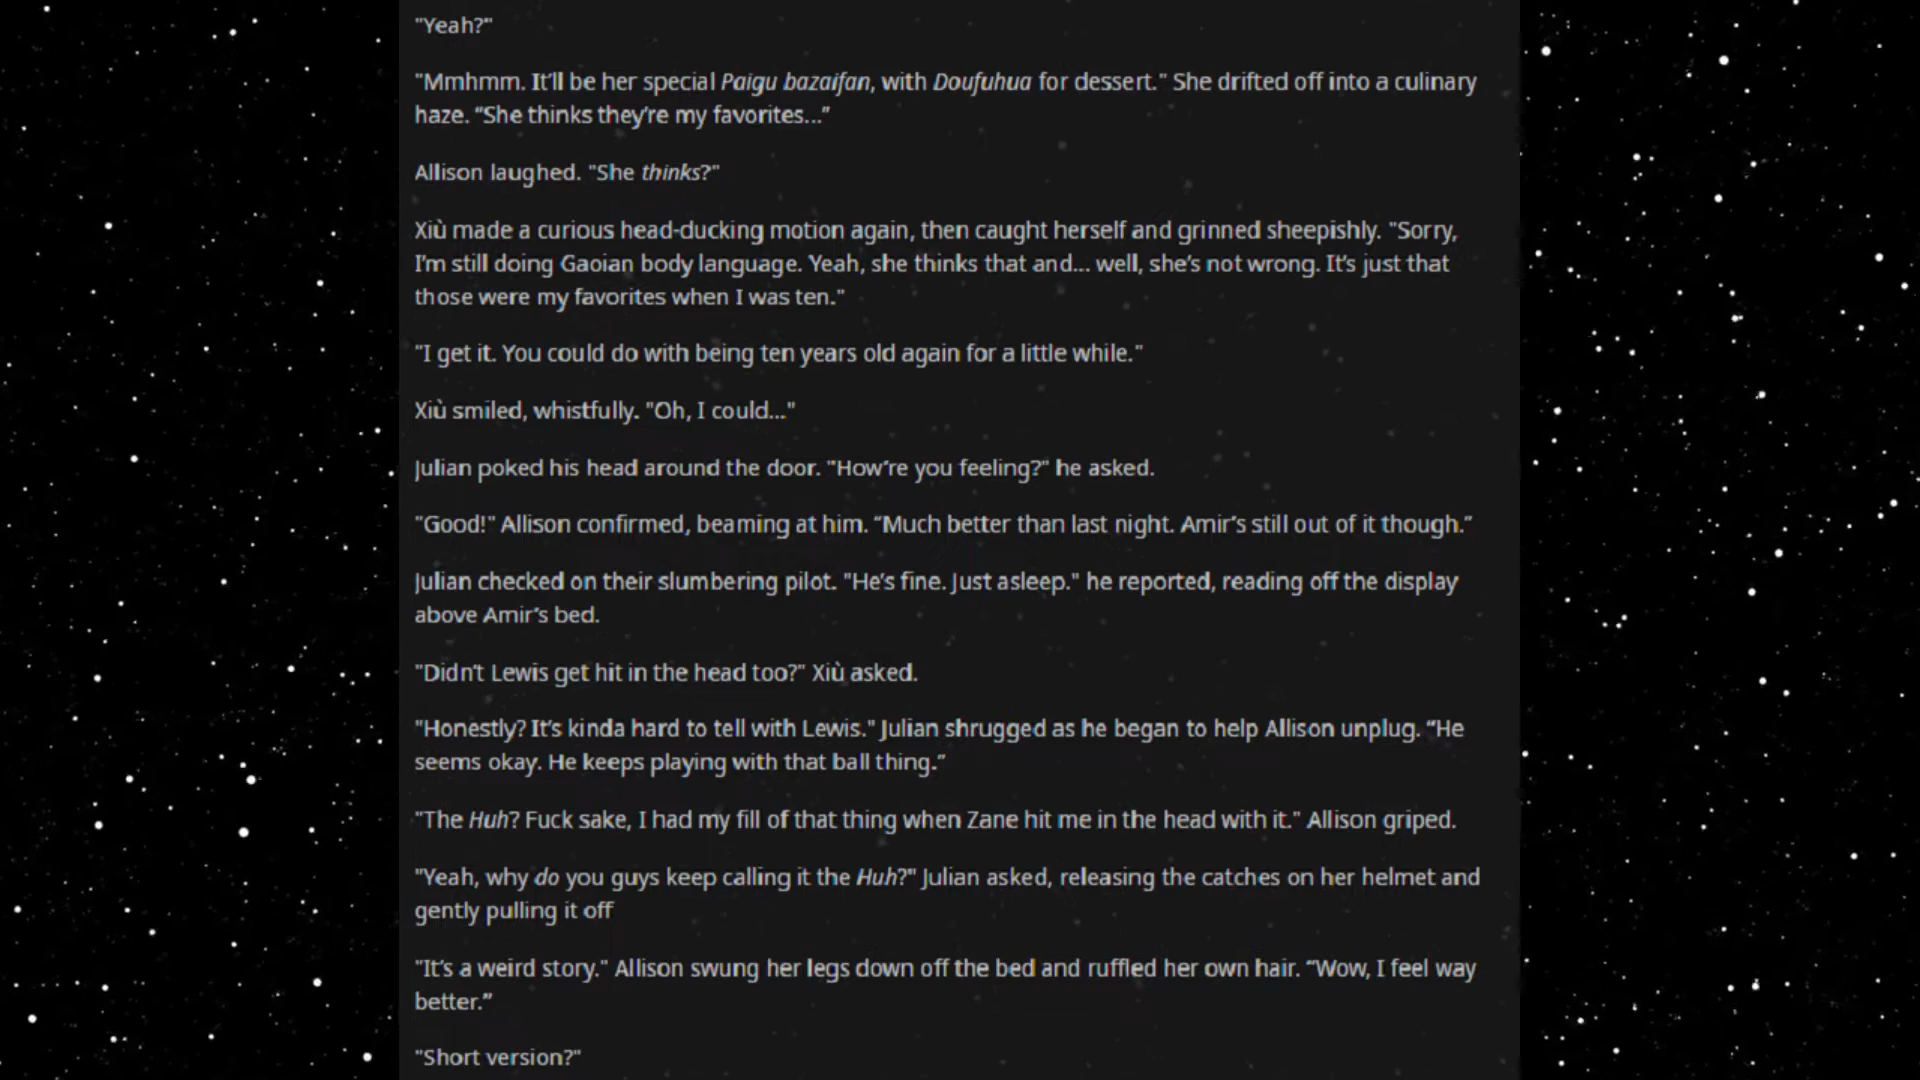 "Yeah?"
"Mmhmm. It'll be her special Paigu bazaifan, with Doufuhua for dessert." She drifted off into a culinary
haze. “She thinks they’re my favorites...”
Allison laughed. "She thinks?"
Xiù made a curious head-ducking motion again, then caught herself and grinned sheepishly. "Sorry,
I’m still doing Gaoian body language. Yeah, she thinks that and... well, she’s not wrong. It’s just that
those were my favorites when I was ten."
"I get it. You could do with being ten years old again for a little while."
Xiù smiled, whistfully. "Oh, I could..."
Julian poked his head around the door. "How’re you feeling?" he asked.
"Good!" Allison confirmed, beaming at him. “Much better than last night. Amir’s still out of it though.”
Julian checked on their slumbering pilot. "He’s fine. Just asleep." he reported, reading off the display
above Amir’s bed.
"Didn’t Lewis get hit in the head too?" Xiù asked.
"Honestly? It’s kinda hard to tell with Lewis." Julian shrugged as he began to help Allison unplug. “He
seems okay. He keeps playing with that ball thing.”
"The Huh? Fuck sake, I had my fill of that thing when Zane hit me in the head with it." Allison griped.
"Yeah, why do you guys keep calling it the Huh?" Julian asked, releasing the catches on her helmet and
gently pulling it off
"It’s a weird story." Allison swung her legs down off the bed and ruffled her own hair. “Wow, I feel way
better.”
"Short version?"